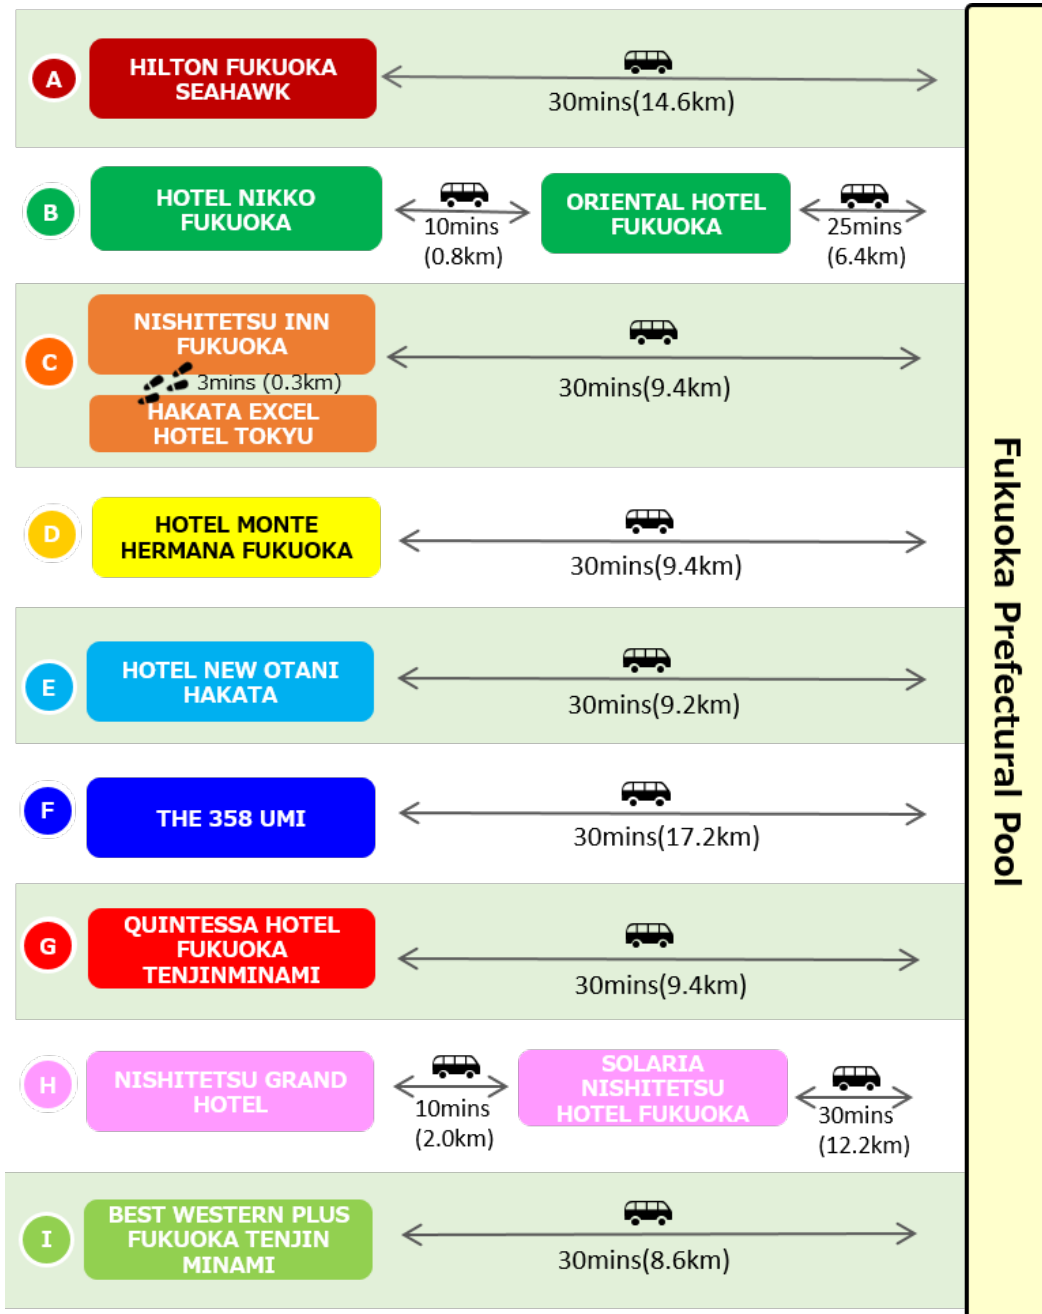 A
HILTON FUKUOKA
SEAHAWK
30mins(14.6km)
B
HOTEL NIKKO
FUKUOKA
10mins
(0.8km)
ORIENTAL HOTEL
FUKUOKA
25mins
(6.4km)
C
NISHITETSU INN
FUKUOKA
3mins (0.3km)
HAKATA EXCEL
HOTEL TOKYU
30mins(9.4km)
D
HOTEL MONTE
HERMANA FUKUOKA
30mins(9.4km)
E
HOTEL NEW OTANI
HAKATA
30mins(9.2km)
F
THE 358 UMI
30mins(17.2km)
G
QUINTESSA HOTEL
FUKUOKA
TENJINMINAMI
30mins(9.4km)
H
NISHITETSU GRAND
HOTEL
10mins
(2.0km)
SOLARIA
NISHITETSU
HOTEL FUKUOKA
30mins
(12.2km)
I
BEST WESTERN PLUS
FUKUOKA TENJIN
MINAMI
30mins(8.6km)
Fukuoka Prefectural Pool